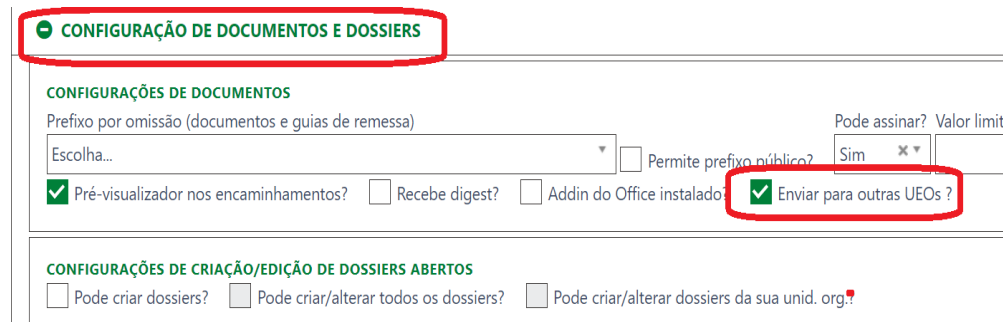 CONFIGURAÇÃO DE DOCUMENTOS E DOSSIERS
CONFIGURAÇÕES DE DOCUMENTOS
Prefixo por omissão (documentos e guias de remessa) Pode assinar? Valor limit
Escolha... Permite prefixo público? Sim
Pré-visualizador nos encaminhamentos? Recebe digest? Addin do Office instalado? Enviar para outras UEOs ?
CONFIGURAÇÕES DE CRIAÇÃO/EDIÇÃO DE DOSSIERS ABERTOS
Pode criar dossiers? Pode criar/alterar todos os dossiers? Pode criar/alterar dossiers da sua unid. org.?